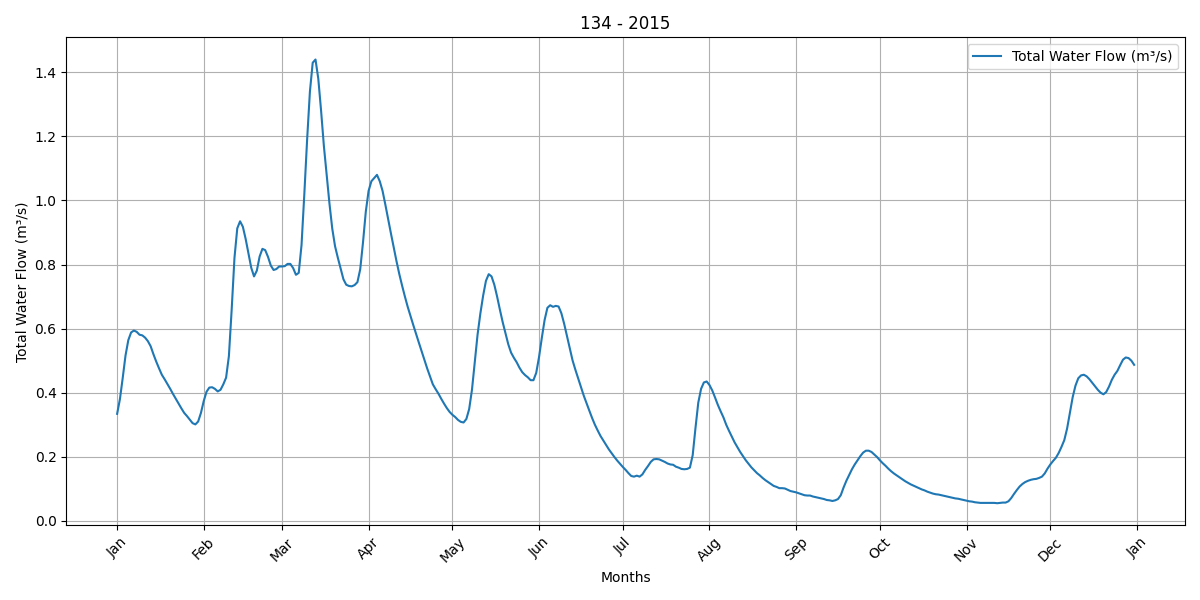 134 - 2015
Total Water Flow (m³/s)
Total Water Flow (m³/s)
1.4
1.2
1.0
0.8
0.6
0.4
0.2
0.0
Jan Feb Mar Apr May Jun Jul Aug Sep Oct Nov Dec Jan
Months